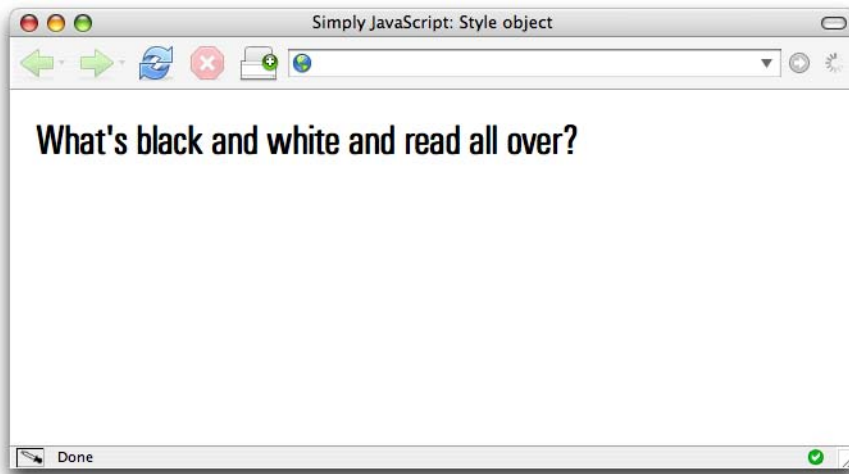 Simply JavaScript: Style object
What's black and white and read all over?
Done